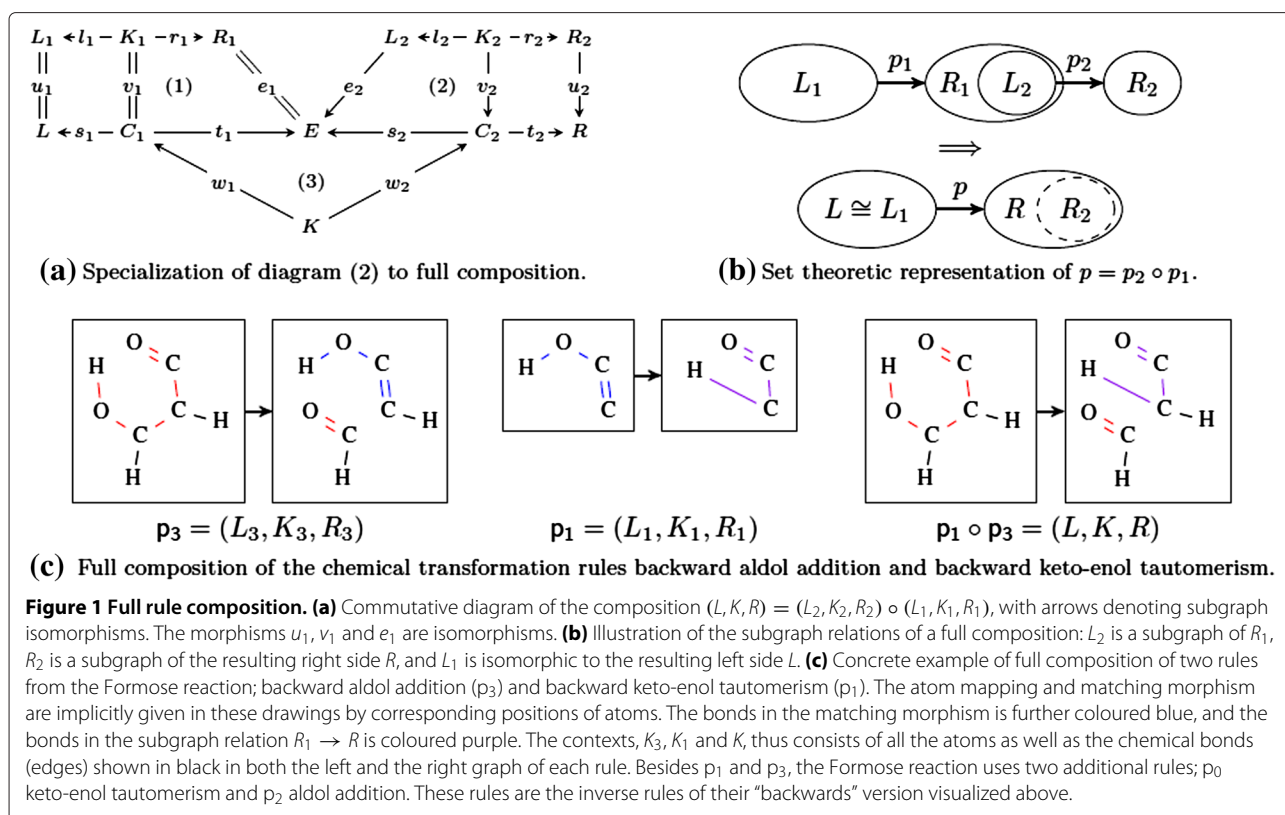 L₁ ←l₁– K₁ –r₁→ R₁ L₂ ←l₂– K₂ –r₂→ R₂
u₁ v₁ (1) e₁ e₂ (2) v₂ u₂
L ←s₁– C₁ t₁ E s₂ C₂ –t₂→ R
w₁ (3) w₂
K
L₁ p₁ R₁ L₂ p₂ R₂
⟹
L ≅ L₁ p R R₂
(a) Specialization of diagram (2) to full composition.
(b) Set theoretic representation of p = p₂ ∘ p₁.
H O C O C H
O C H
H
H O C H C
O C H
H
H O C C
O C H C
H O C O C H
O C H
H
O C H C H
O C
H
p₃ = (L₃, K₃, R₃)
p₁ = (L₁, K₁, R₁)
p₁ ∘ p₃ = (L, K, R)
(c) Full composition of the chemical transformation rules backward aldol addition and backward keto-enol tautomerism.
Figure 1 Full rule composition. (a) Commutative diagram of the composition (L, K, R) = (L₂, K₂, R₂) ∘ (L₁, K₁, R₁), with arrows denoting subgraph
isomorphisms. The morphisms u₁, v₁ and e₁ are isomorphisms. (b) Illustration of the subgraph relations of a full composition: L₂ is a subgraph of R₁,
R₂ is a subgraph of the resulting right side R, and L₁ is isomorphic to the resulting left side L. (c) Concrete example of full composition of two rules
from the Formose reaction; backward aldol addition (p₃) and backward keto-enol tautomerism (p₁). The atom mapping and matching morphism
are implicitly given in these drawings by corresponding positions of atoms. The bonds in the matching morphism is further coloured blue, and the
bonds in the subgraph relation R₁ → R is coloured purple. The contexts, K₃, K₁ and K, thus consists of all the atoms as well as the chemical bonds
(edges) shown in black in both the left and the right graph of each rule. Besides p₁ and p₃, the Formose reaction uses two additional rules; p₀
keto-enol tautomerism and p₂ aldol addition. These rules are the inverse rules of their “backwards” version visualized above.